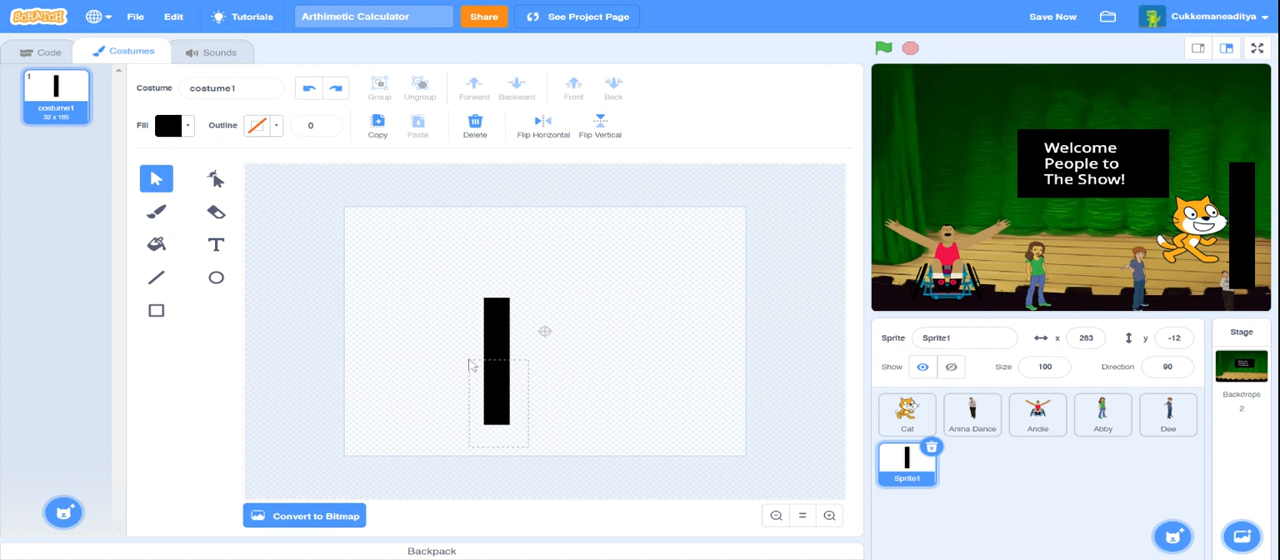 SCRATCH
File
Edit
Tutorials
Arthimetic Calculator
Share
See Project Page
Save Now
Cukkemaneaditya
Code
Costumes
Sounds
1
costume1
32 x 185
Costume
costume1
Group
Ungroup
Forward
Backward
Front
Back
Fill
Outline
0
Copy
Paste
Delete
Flip Horizontal
Flip Vertical
T
Convert to Bitmap
Backpack
Welcome
People to
The Show!
Sprite
Sprite1
x
263
y
-12
Show
Size
100
Direction
90
Cat
Anina Dance
Andie
Abby
Dee
Sprite1
Stage
Backdrops
2